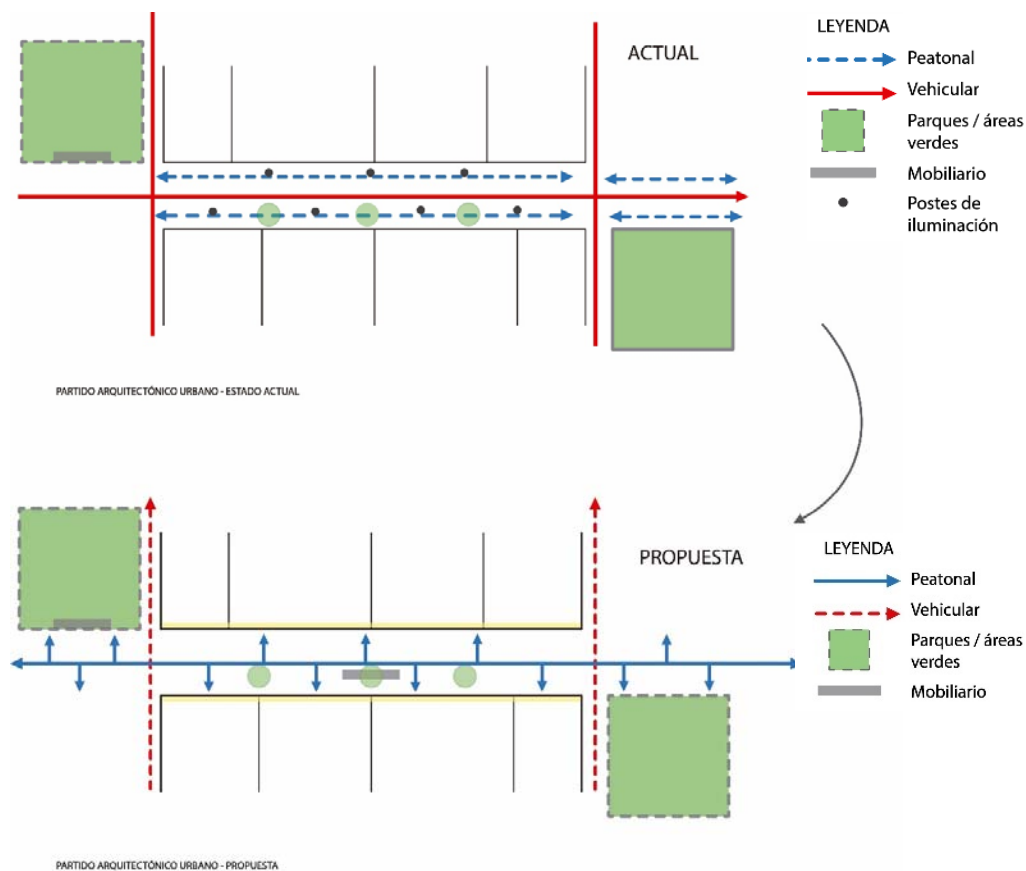 ACTUAL
LEYENDA
Peatonal
Vehicular
Parques / áreas
verdes
Mobiliario
Postes de
iluminación
PARTIDO ARQUITECTÓNICO URBANO - ESTADO ACTUAL
PROPUESTA
LEYENDA
Peatonal
Vehicular
Parques / áreas
verdes
Mobiliario
PARTIDO ARQUITECTÓNICO URBANO - PROPUESTA